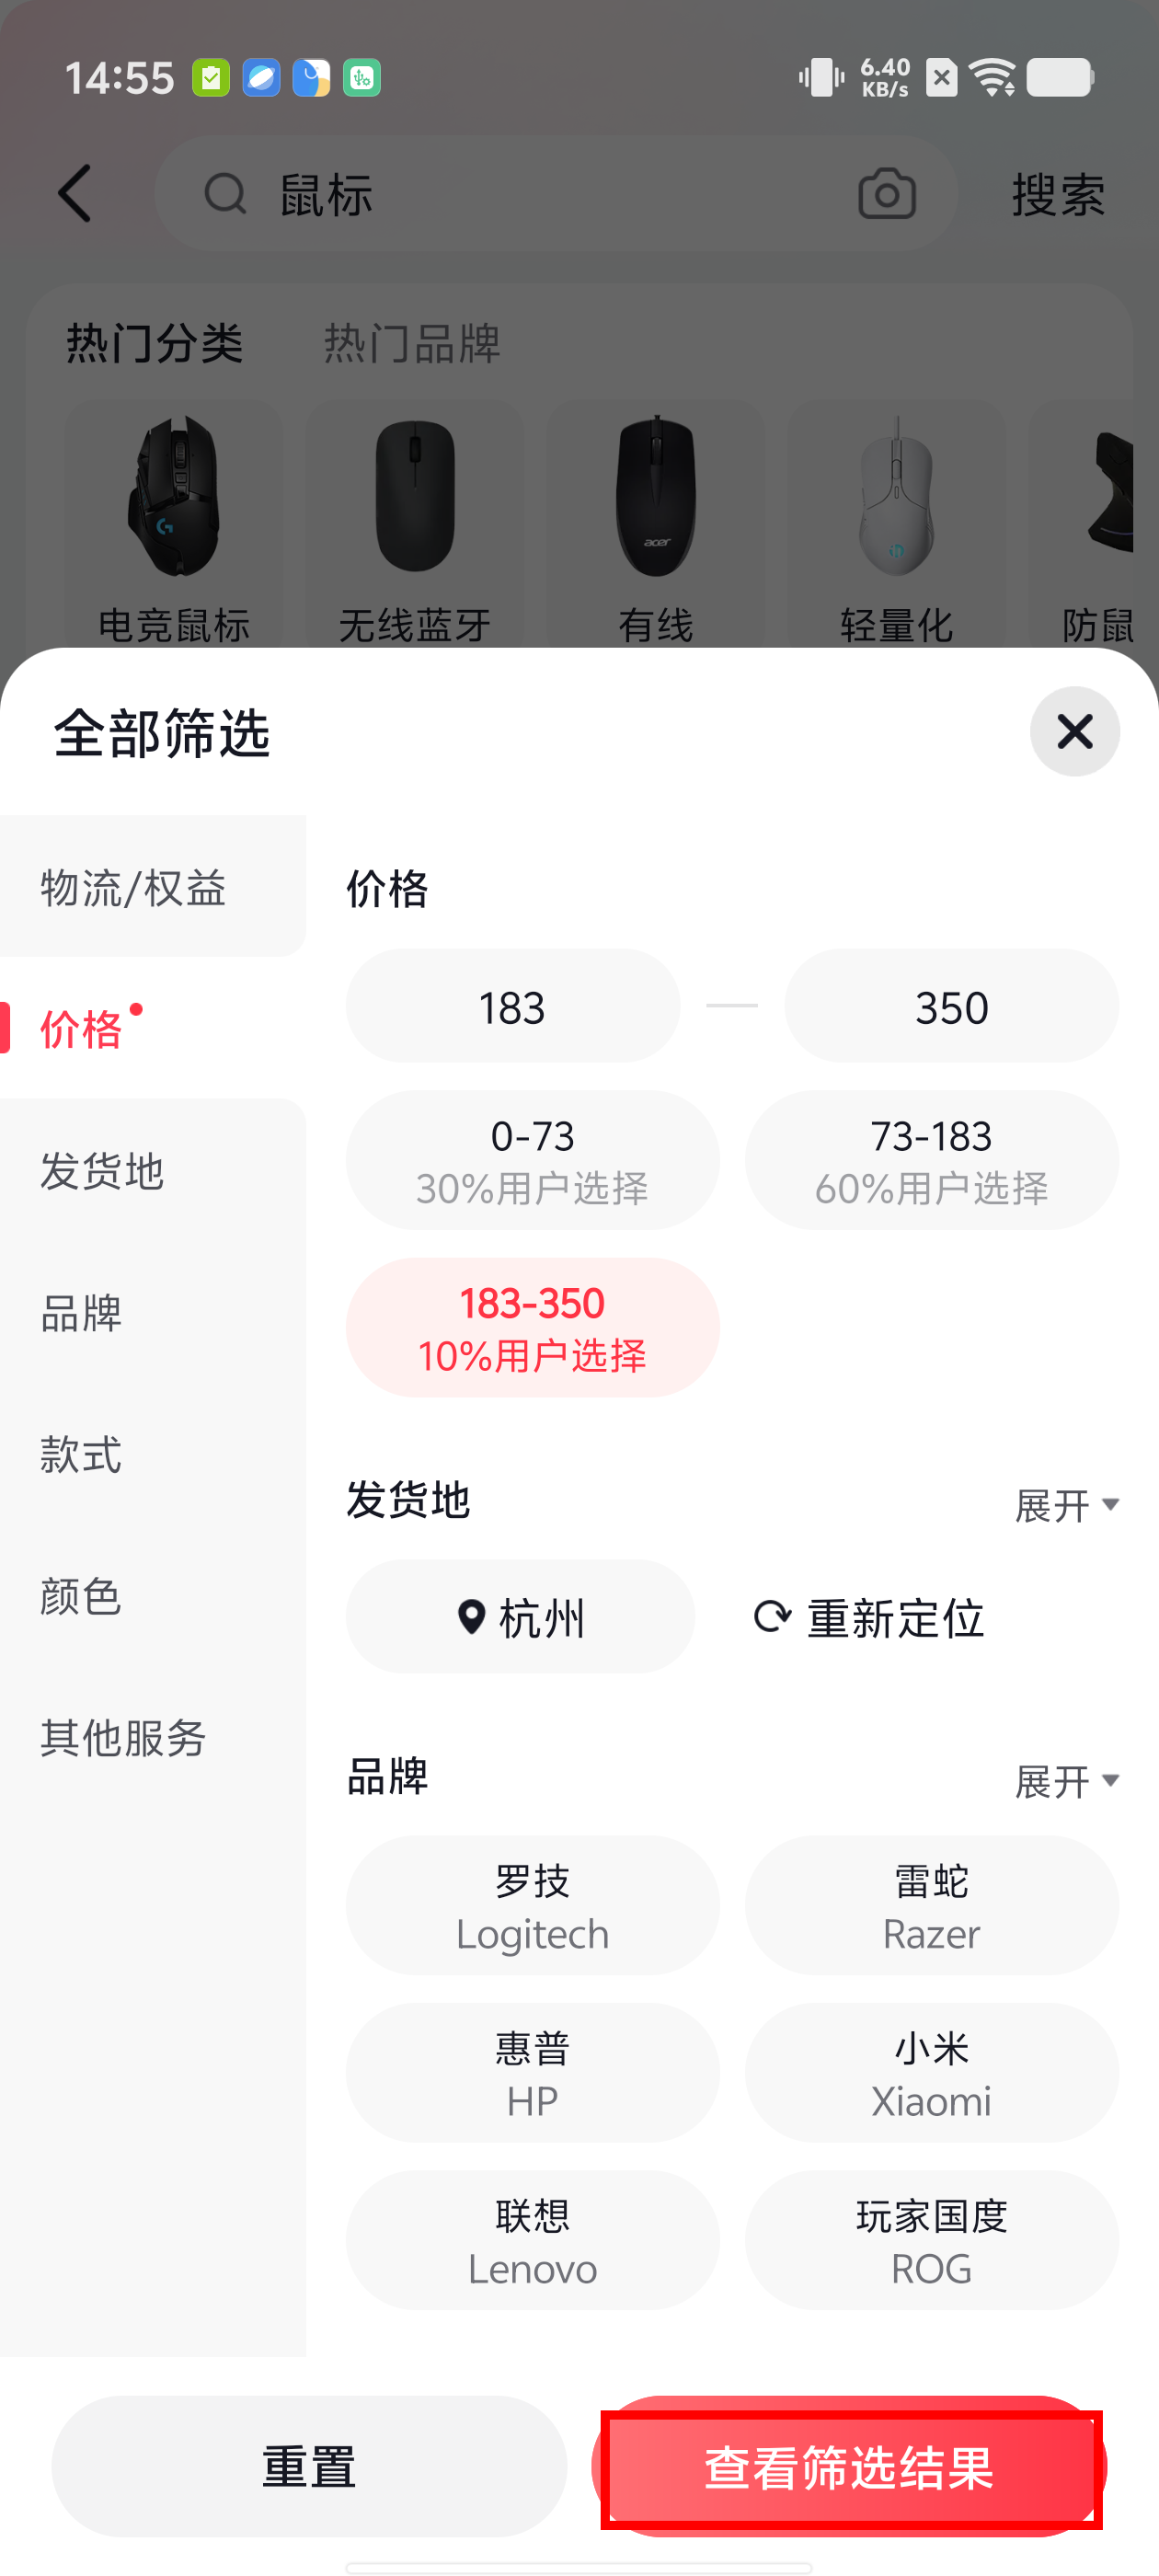 14:55
6.40
KB/s
鼠标
搜索
热门分类
热门品牌
acer
电竞鼠标
无线蓝牙
有线
轻量化
防鼠
全部筛选
物流/权益
价格
发货地
品牌
款式
颜色
其他服务
价格
183
350
0-73
30%用户选择
73-183
60%用户选择
183-350
10%用户选择
发货地
展开
杭州
重新定位
品牌
展开
罗技
Logitech
雷蛇
Razer
惠普
HP
小米
Xiaomi
联想
Lenovo
玩家国度
ROG
重置
查看筛选结果